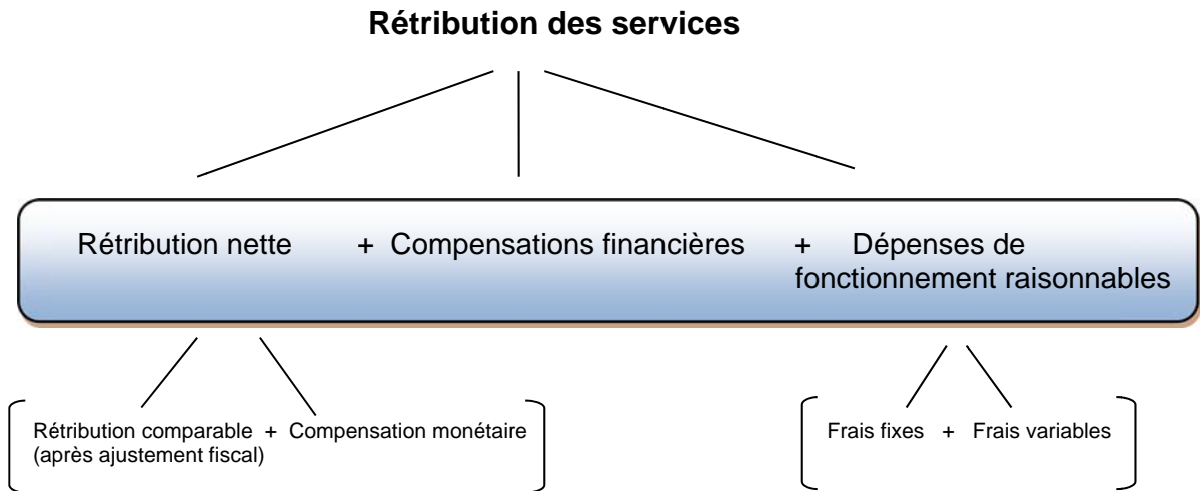 Rétribution des services
Rétribution nette + Compensations financières + Dépenses de
fonctionnement raisonnables
Rétribution comparable + Compensation monétaire
(après ajustement fiscal)
Frais fixes + Frais variables